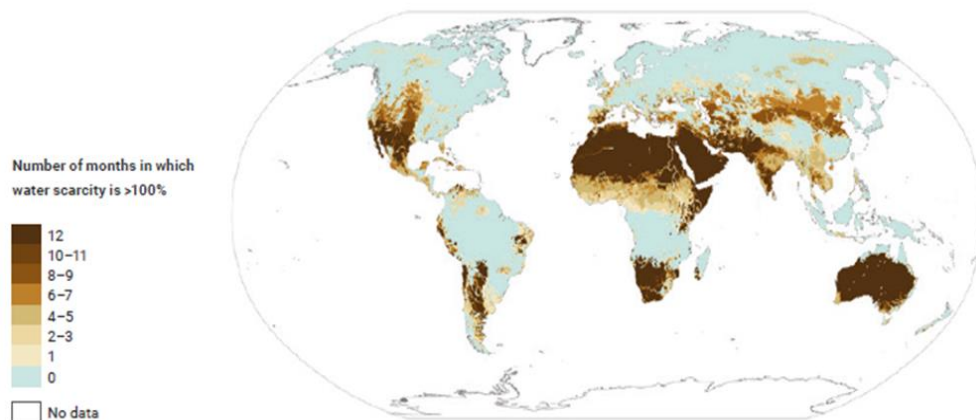 Number of months in which
water scarcity is >100%
12
10–11
8–9
6–7
4–5
2–3
1
0
No data